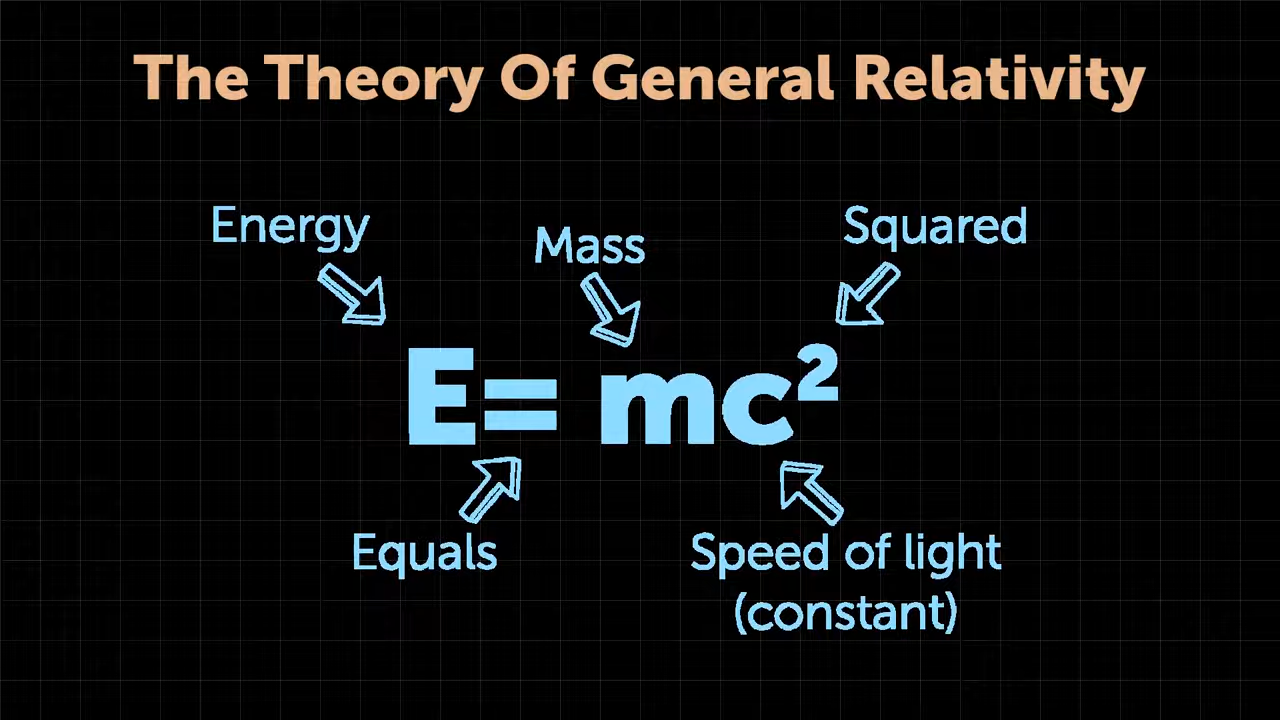 The Theory Of General Relativity
Energy
Mass
Squared
E= mc²
Equals
Speed of light
(constant)